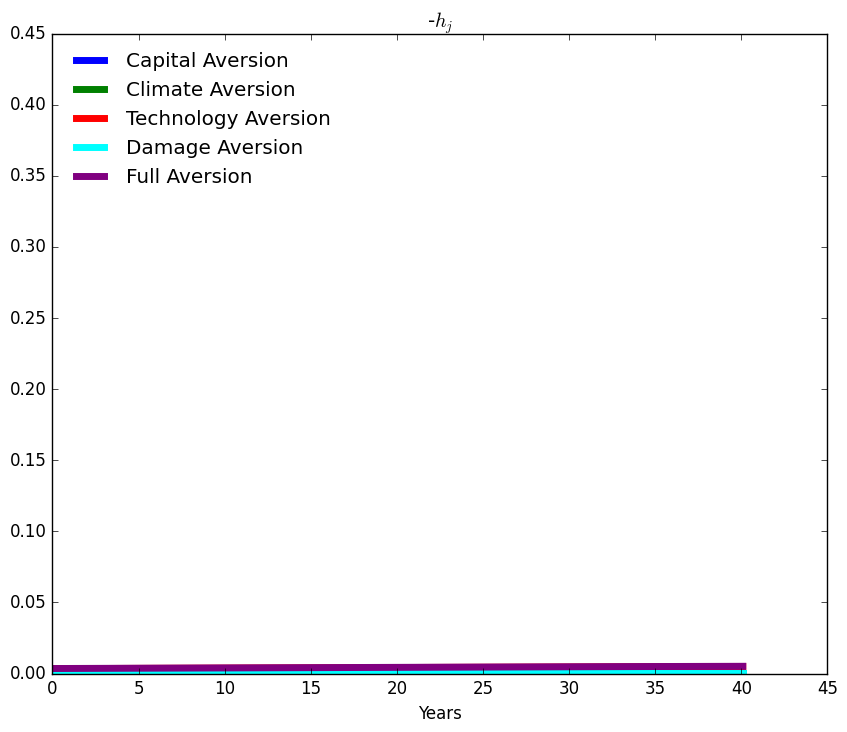 -h_j
0.45
0.40
0.35
0.30
0.25
0.20
0.15
0.10
0.05
0.00
Capital Aversion
Climate Aversion
Technology Aversion
Damage Aversion
Full Aversion
0 5 10 15 20 25 30 35 40 45
Years